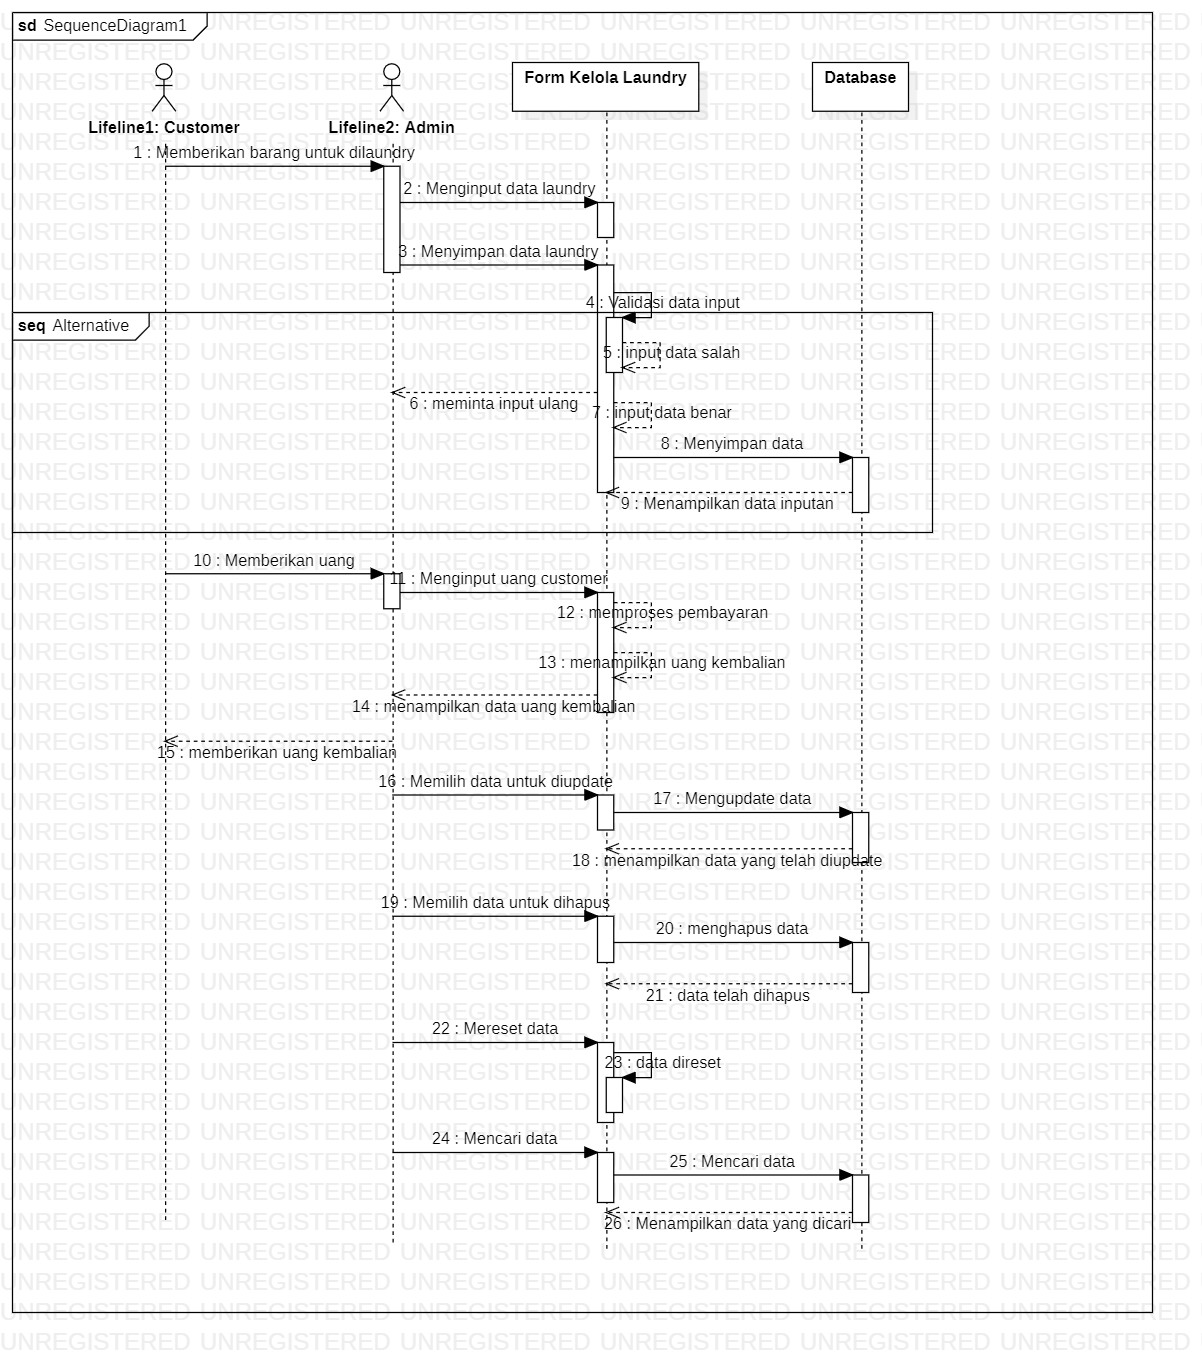 sd SequenceDiagram1
Lifeline1: Customer
Lifeline2: Admin
Form Kelola Laundry
Database
1 : Memberikan barang untuk dilaundry
2 : Menginput data laundry
3 : Menyimpan data laundry
4 : Validasi data input
seq Alternative
5 : input data salah
6 : meminta input ulang
7 : input data benar
8 : Menyimpan data
9 : Menampilkan data inputan
10 : Memberikan uang
11 : Menginput uang customer
12 : memproses pembayaran
13 : menampilkan uang kembalian
14 : menampilkan data uang kembalian
15 : memberikan uang kembalian
16 : Memilih data untuk diupdate
17 : Mengupdate data
18 : menampilkan data yang telah diupdate
19 : Memilih data untuk dihapus
20 : menghapus data
21 : data telah dihapus
22 : Mereset data
23 : data direset
24 : Mencari data
25 : Mencari data
26 : Menampilkan data yang dicari
UNREGISTERED